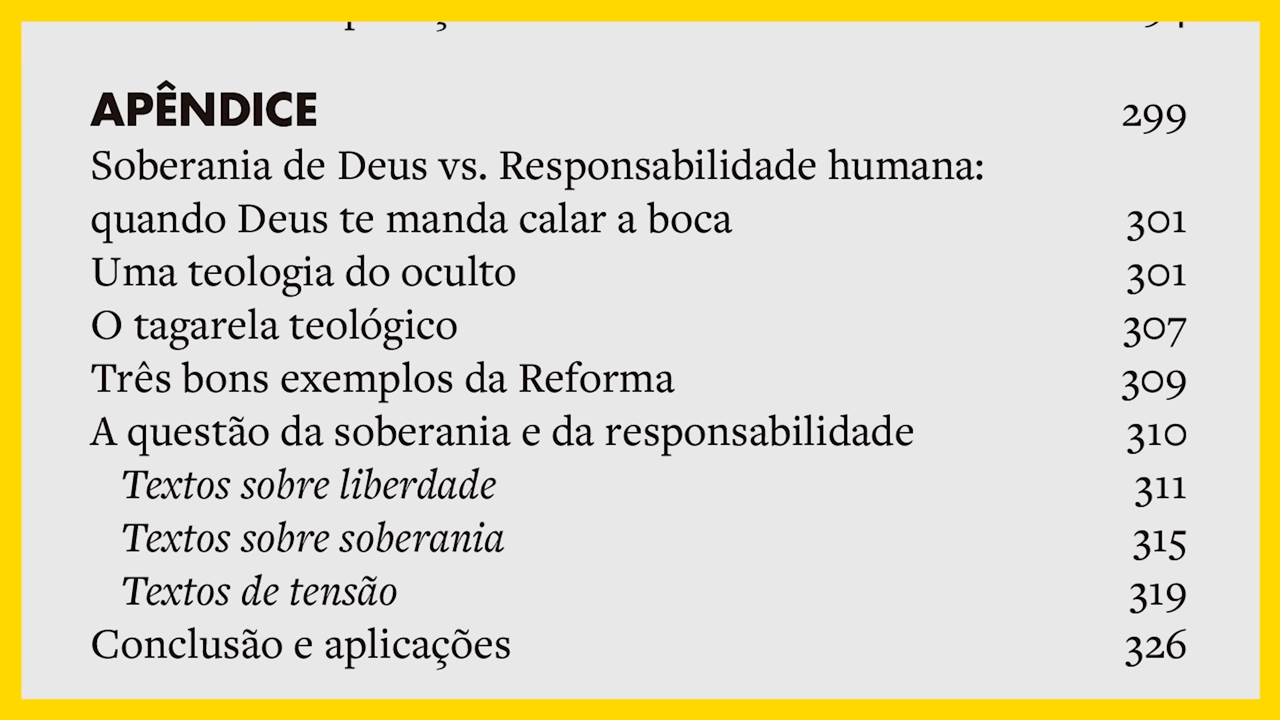 APÊNDICE 299
Soberania de Deus vs. Responsabilidade humana:
quando Deus te manda calar a boca 301
Uma teologia do oculto 301
O tagarela teológico 307
Três bons exemplos da Reforma 309
A questão da soberania e da responsabilidade 310
Textos sobre liberdade 311
Textos sobre soberania 315
Textos de tensão 319
Conclusão e aplicações 326